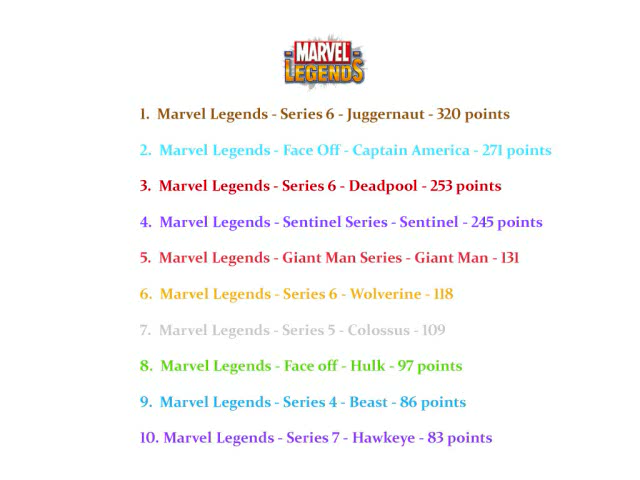 MARVEL
LEGENDS
1. Marvel Legends - Series 6 - Juggernaut - 320 points
2. Marvel Legends - Face Off - Captain America - 271 points
3. Marvel Legends - Series 6 - Deadpool - 253 points
4. Marvel Legends - Sentinel Series - Sentinel - 245 points
5. Marvel Legends - Giant Man Series - Giant Man - 131
6. Marvel Legends - Series 6 - Wolverine - 118
7. Marvel Legends - Series 5 - Colossus - 109
8. Marvel Legends - Face off - Hulk - 97 points
9. Marvel Legends - Series 4 - Beast - 86 points
10. Marvel Legends - Series 7 - Hawkeye - 83 points